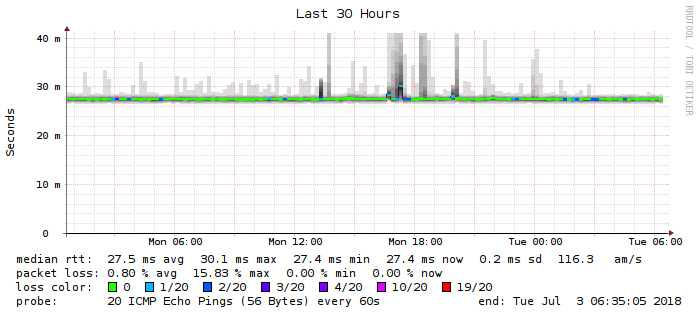 Last 30 Hours
RRDTOOL / TOBI OETIKER
Seconds
40 m
30 m
20 m
10 m
0
Mon 06:00 Mon 12:00 Mon 18:00 Tue 00:00 Tue 06:00
median rtt: 27.5 ms avg 30.1 ms max 27.4 ms min 27.4 ms now 0.2 ms sd 116.3 am/s
packet loss: 0.80 % avg 15.83 % max 0.00 % min 0.00 % now
loss color: 0 1/20 2/20 3/20 4/20 10/20 19/20
probe: 20 ICMP Echo Pings (56 Bytes) every 60s end: Tue Jul 3 06:35:05 2018